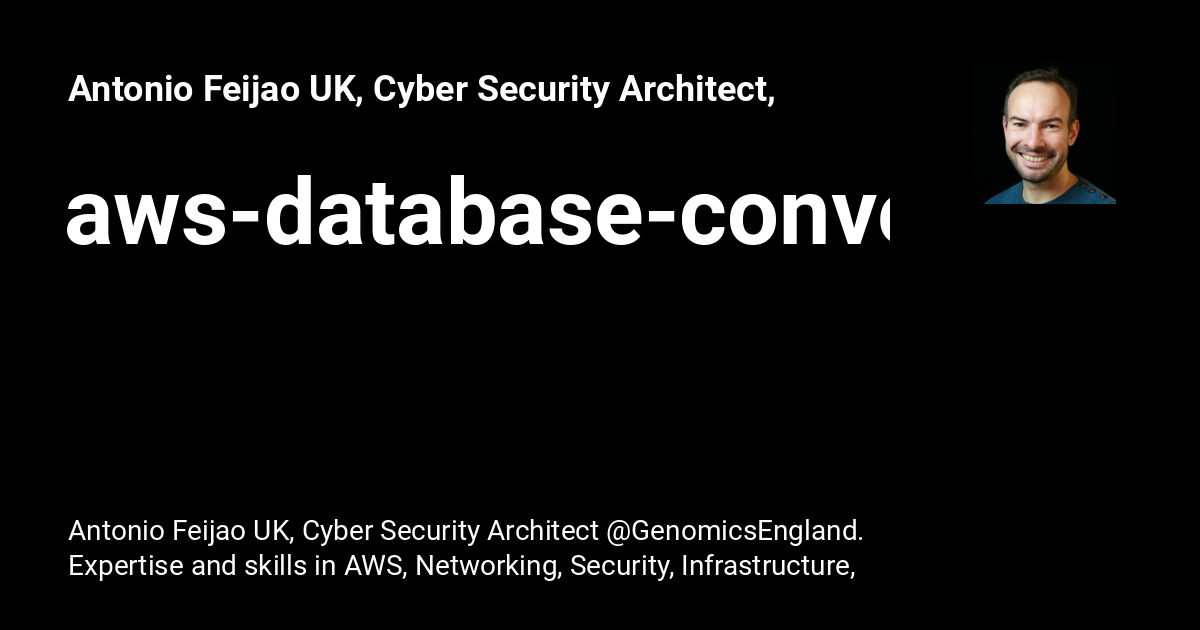 Antonio Feijao UK, Cyber Security Architect,
aws-database-conv
Antonio Feijao UK, Cyber Security Architect @GenomicsEngland.
Expertise and skills in AWS, Networking, Security, Infrastructure,